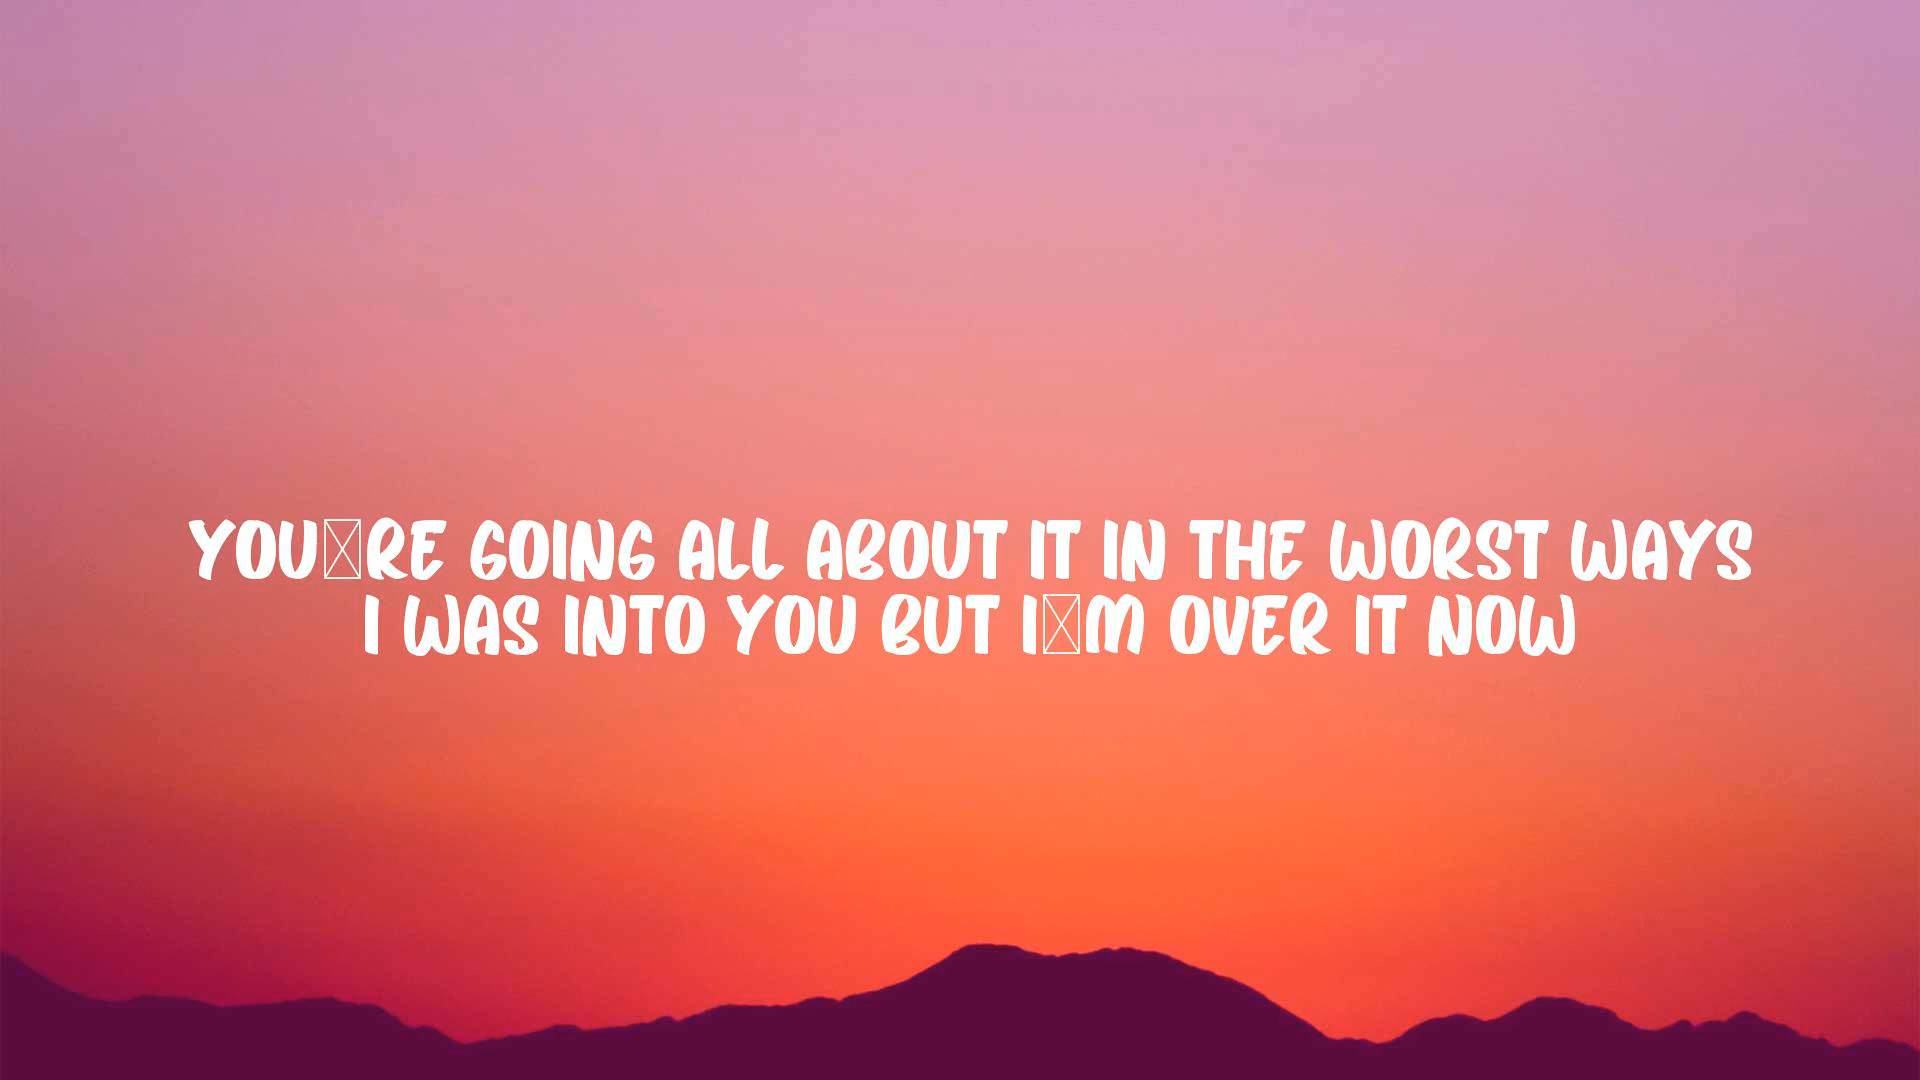 YOU☒RE GOING ALL ABOUT IT IN THE WORST WAYS
I WAS INTO YOU BUT I☒M OVER IT NOW